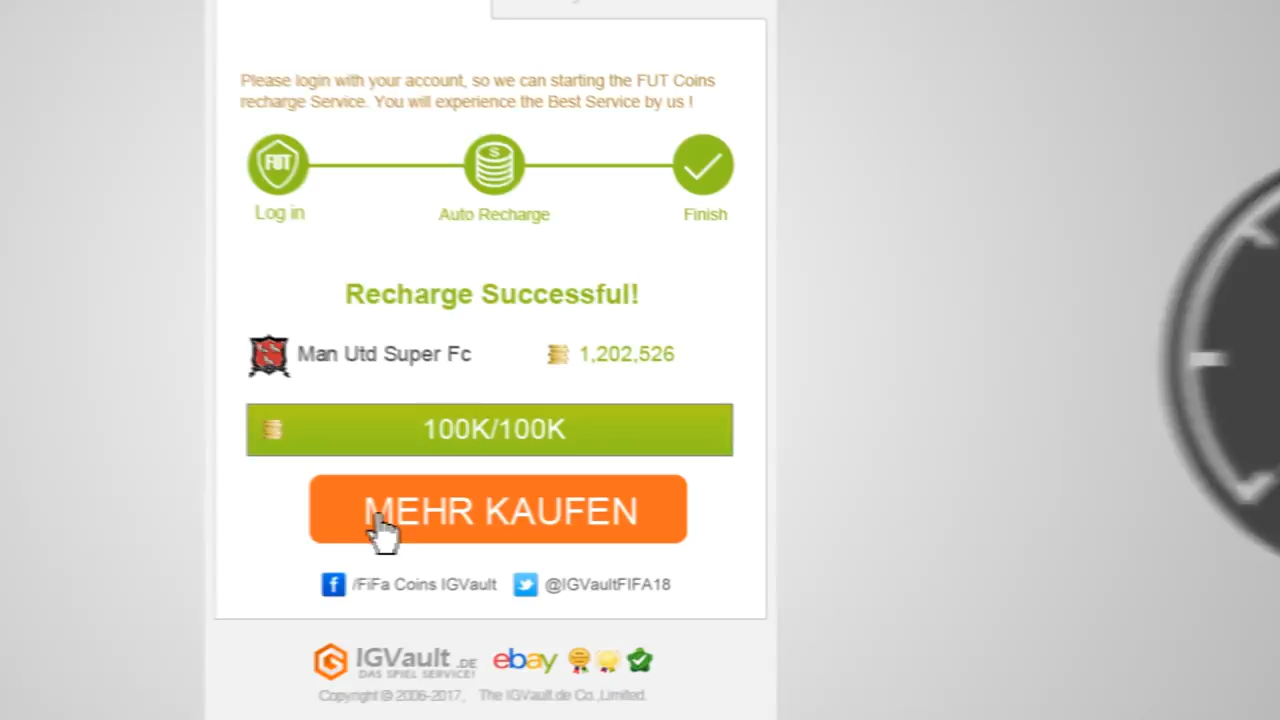 Please login with your account, so we can starting the FUT Coins
recharge Service. You will experience the Best Service by us !
FUT
Log in
Auto Recharge
Finish
Recharge Successful!
Man Utd Super Fc 1,202,526
100K/100K
MEHR KAUFEN
/FiFa Coins IGVault @IGVaultFIFA18
IGVault .DE ebay
DAS SPIEL SERVICE!
Copyright © 2006-2017, The IGVault.de Co.,Limited.